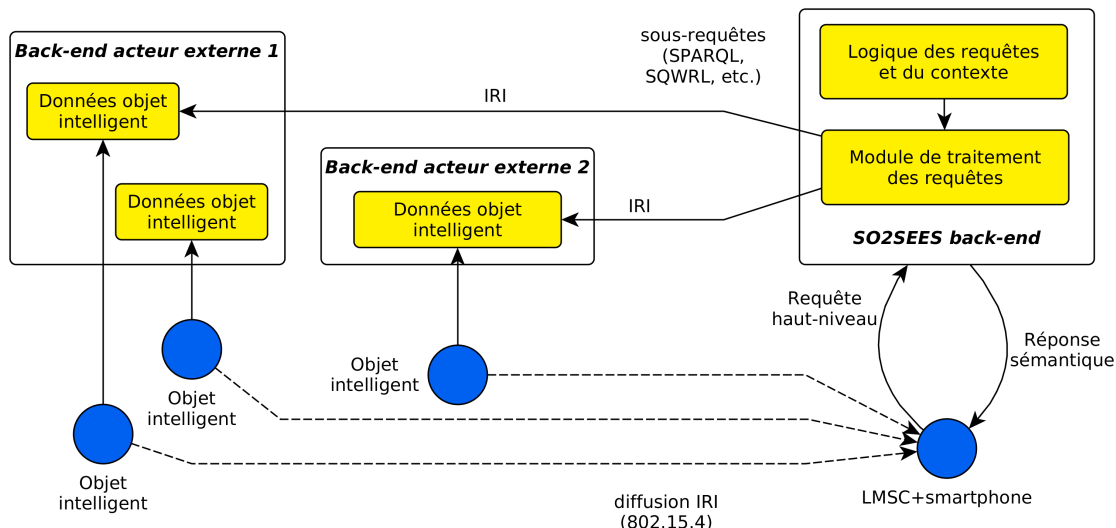 Back-end acteur externe 1
Données objet
intelligent
Données objet
intelligent
IRI
sous-requêtes
(SPARQL,
SQWRL, etc.)
Back-end acteur externe 2
Données objet
intelligent
IRI
Logique des requêtes
et du contexte
Module de traitement
des requêtes
SO2SEES back-end
Requête
haut-niveau
Réponse
sémantique
Objet
intelligent
Objet
intelligent
Objet
intelligent
LMSC+smartphone
diffusion IRI
(802.15.4)